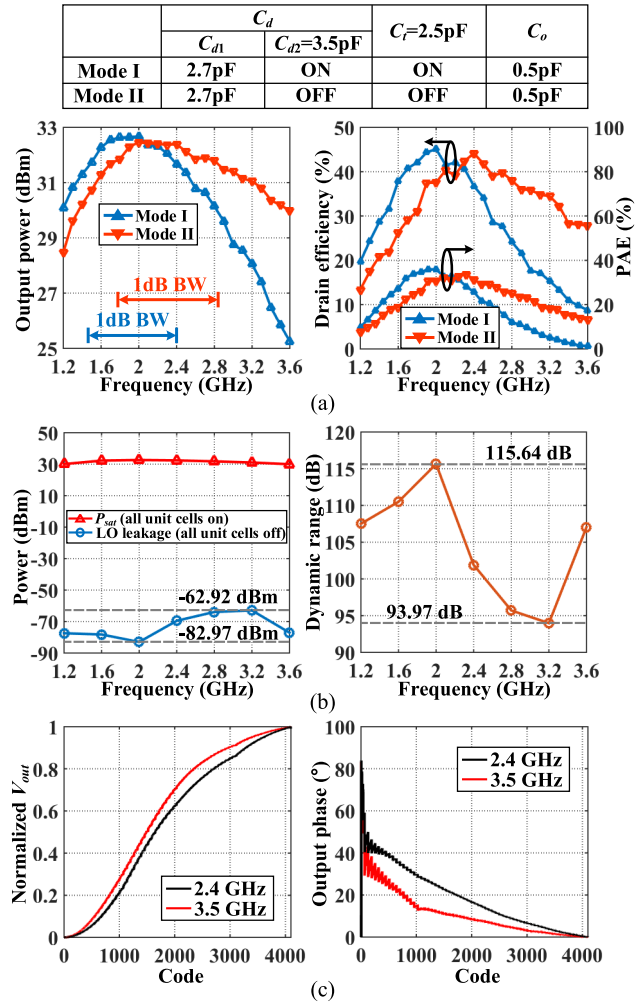 C_d C_t=2.5pF C_o
C_d1 C_d2=3.5pF
Mode I 2.7pF ON ON 0.5pF
Mode II 2.7pF OFF OFF 0.5pF
Output power (dBm)
33
31
29
27
25
Mode I
Mode II
1dB BW
1dB BW
1.2 1.6 2 2.4 2.8 3.2 3.6
Frequency (GHz)
Drain efficiency (%)
50
45
40
35
30
25
20
15
10
5
0
Mode I
Mode II
100
80
60
40
20
0
PAE (%)
1.2 1.6 2 2.4 2.8 3.2 3.6
Frequency (GHz)
(a)
Power (dBm)
50
30
10
-10
-30
-50
-70
-90
P_sat (all unit cells on)
LO leakage (all unit cells off)
-62.92 dBm
-82.97 dBm
1.2 1.6 2 2.4 2.8 3.2 3.6
Frequency (GHz)
Dynamic range (dB)
120
115
110
105
100
95
90
115.64 dB
93.97 dB
1.2 1.6 2 2.4 2.8 3.2 3.6
Frequency (GHz)
(b)
Normalized V_out
1
0.8
0.6
0.4
0.2
0
2.4 GHz
3.5 GHz
0 1000 2000 3000 4000
Code
Output phase (°)
100
80
60
40
20
0
2.4 GHz
3.5 GHz
0 1000 2000 3000 4000
Code
(c)